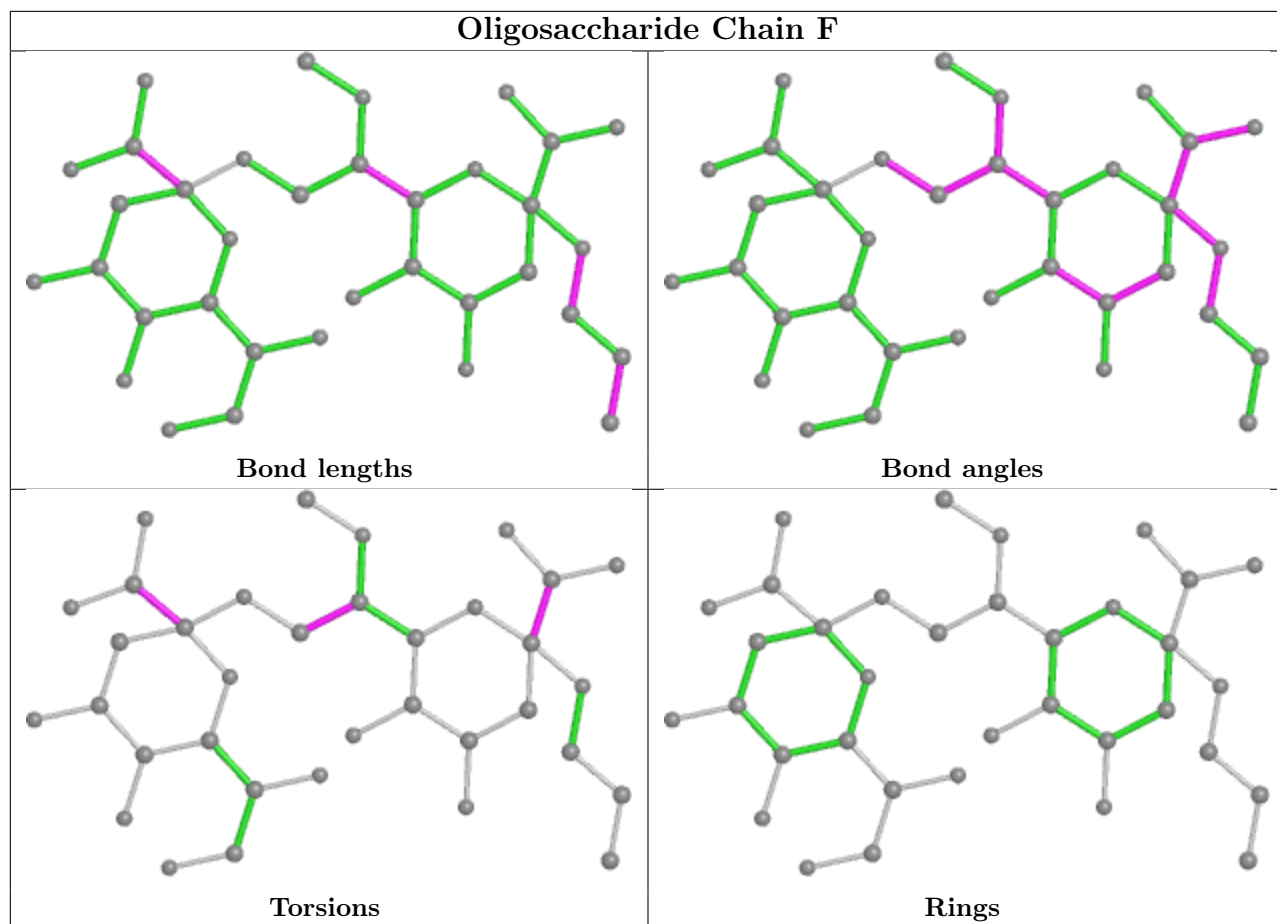 Oligosaccharide Chain F
Bond lengths
Bond angles
Torsions
Rings